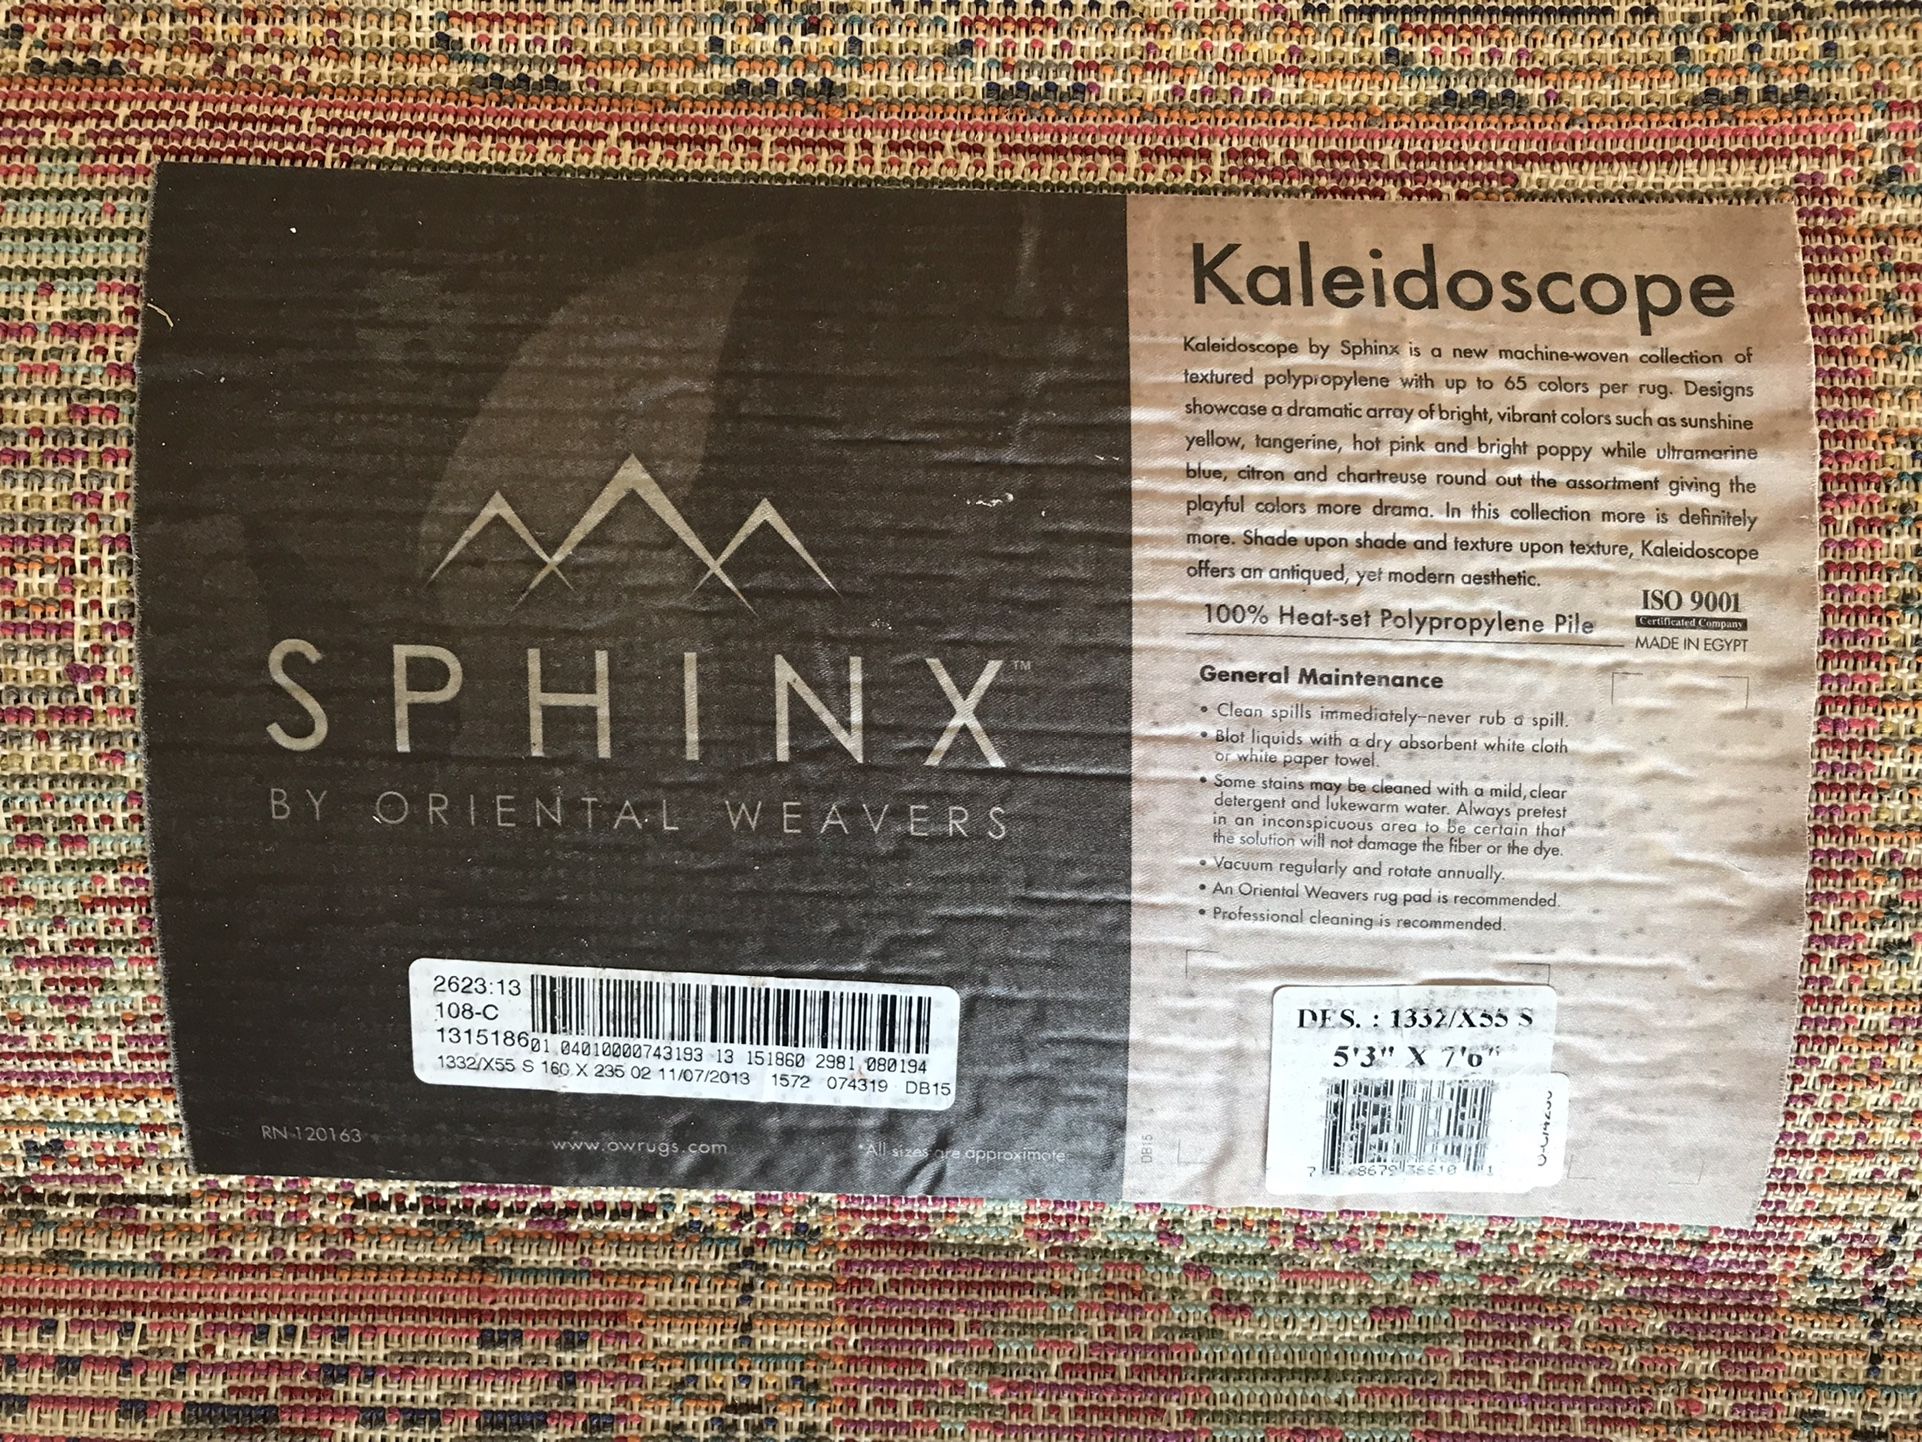 SPHINX™
BY ORIENTAL WEAVERS
2623:13
108-C
1315186
01 04010000743193 13 151860 2981 080194
1332/X55 S 160 X 235 02 11/07/2013 1572 074319 DB15
RN 120163
www.owrugs.com
*All sizes are approximate
Kaleidoscope
Kaleidoscope by Sphinx is a new machine-woven collection of
textured polypropylene with up to 65 colors per rug. Designs
showcase a dramatic array of bright, vibrant colors such as sunshine
yellow, tangerine, hot pink and bright poppy while ultramarine
blue, citron and chartreuse round out the assortment giving the
playful colors more drama. In this collection more is definitely
more. Shade upon shade and texture upon texture, Kaleidoscope
offers an antiqued, yet modern aesthetic.
100% Heat-set Polypropylene Pile
ISO 9001
Certificated Company
MADE IN EGYPT
General Maintenance
• Clean spills immediately–never rub a spill.
• Blot liquids with a dry absorbent white cloth
or white paper towel.
• Some stains may be cleaned with a mild, clear
detergent and lukewarm water. Always pretest
in an inconspicuous area to be certain that
the solution will not damage the fiber or the dye.
• Vacuum regularly and rotate annually.
• An Oriental Weavers rug pad is recommended.
• Professional cleaning is recommended.
DES. : 1332/X55 S
5'3" X 7'6"
DB15